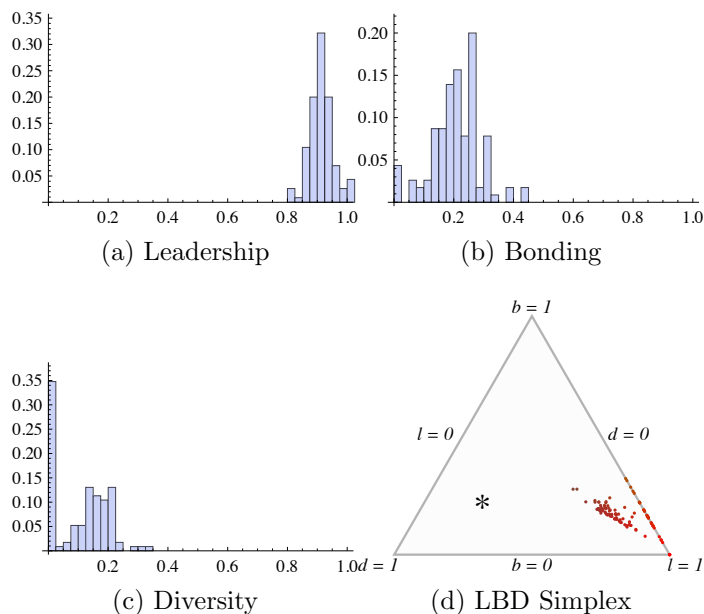 0.35
0.30
0.25
0.20
0.15
0.10
0.05
0.2 0.4 0.6 0.8 1.0
(a) Leadership
0.20
0.15
0.10
0.05
0.2 0.4 0.6 0.8 1.0
(b) Bonding
0.35
0.30
0.25
0.20
0.15
0.10
0.05
0.2 0.4 0.6 0.8 1.0
(c) Diversity
b = 1
l = 0 d = 0
*
d = 1 b = 0 l = 1
(d) LBD Simplex